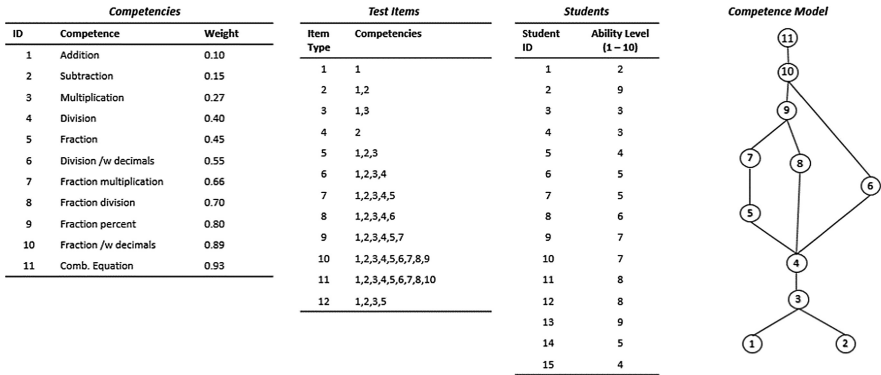 Competencies
ID Competence Weight
1 Addition 0.10
2 Subtraction 0.15
3 Multiplication 0.27
4 Division 0.40
5 Fraction 0.45
6 Division /w decimals 0.55
7 Fraction multiplication 0.66
8 Fraction division 0.70
9 Fraction percent 0.80
10 Fraction /w decimals 0.89
11 Comb. Equation 0.93
Test Items
Item Type Competencies
1 1
2 1,2
3 1,3
4 2
5 1,2,3
6 1,2,3,4
7 1,2,3,4,5
8 1,2,3,4,6
9 1,2,3,4,5,7
10 1,2,3,4,5,6,7,8,9
11 1,2,3,4,5,6,7,8,10
12 1,2,3,5
Students
Student ID Ability Level (1 – 10)
1 2
2 9
3 3
4 3
5 4
6 5
7 5
8 6
9 7
10 7
11 8
12 8
13 9
14 5
15 4
Competence Model
11
10
9
7
8
6
5
4
3
1 2